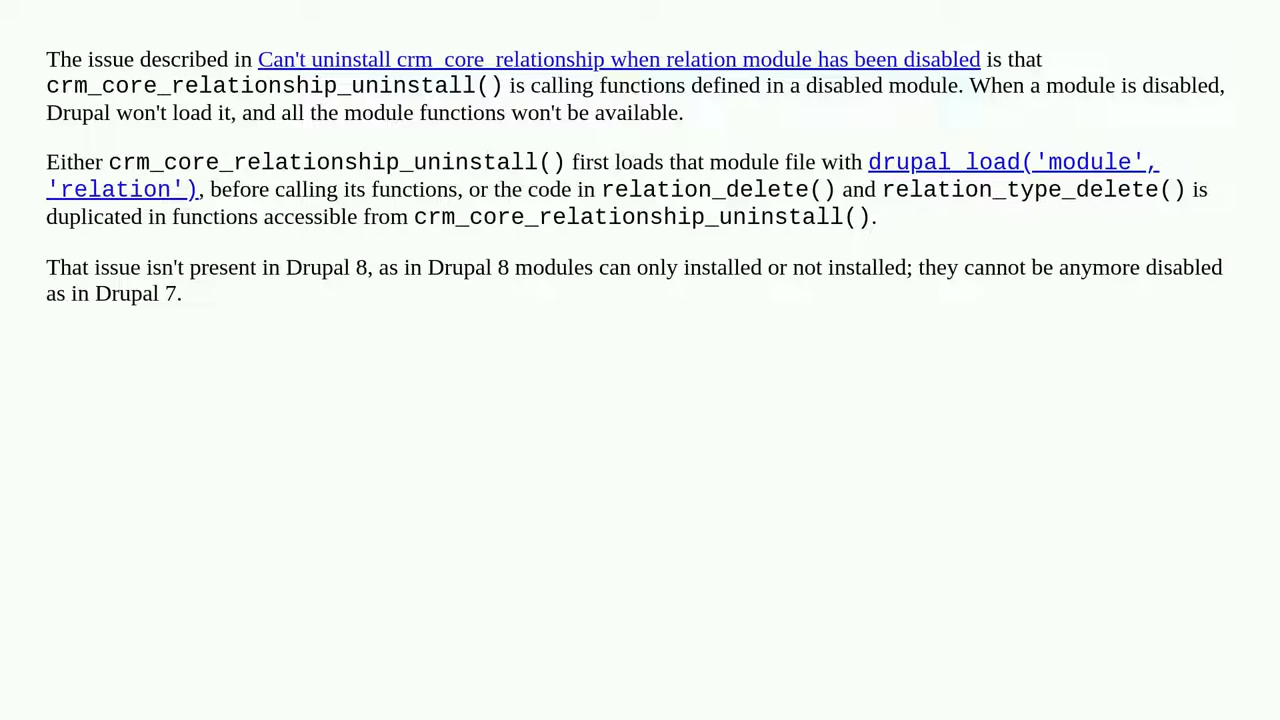 The issue described in Can't uninstall crm_core_relationship when relation module has been disabled is that
crm_core_relationship_uninstall() is calling functions defined in a disabled module. When a module is disabled,
Drupal won't load it, and all the module functions won't be available.
Either crm_core_relationship_uninstall() first loads that module file with drupal_load('module',
'relation'), before calling its functions, or the code in relation_delete() and relation_type_delete() is
duplicated in functions accessible from crm_core_relationship_uninstall().
That issue isn't present in Drupal 8, as in Drupal 8 modules can only installed or not installed; they cannot be anymore disabled
as in Drupal 7.